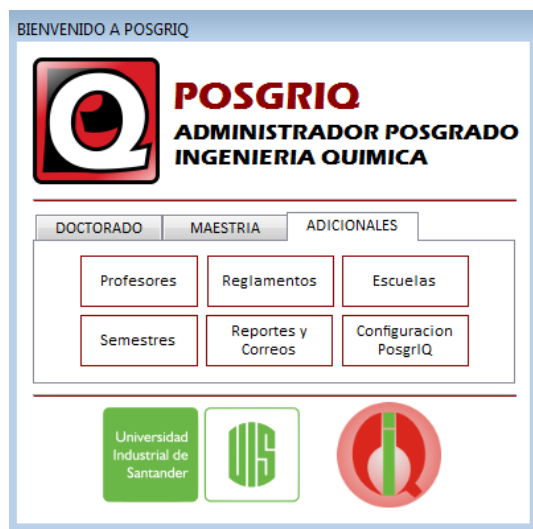 BIENVENIDO A POSGRIQ
Q
POSGRIQ
ADMINISTRADOR POSGRADO
INGENIERIA QUIMICA
DOCTORADO
MAESTRIA
ADICIONALES
Profesores
Reglamentos
Escuelas
Semestres
Reportes y
Correos
Configuracion
PosgrIQ
Universidad
Industrial de
Santander
UIS